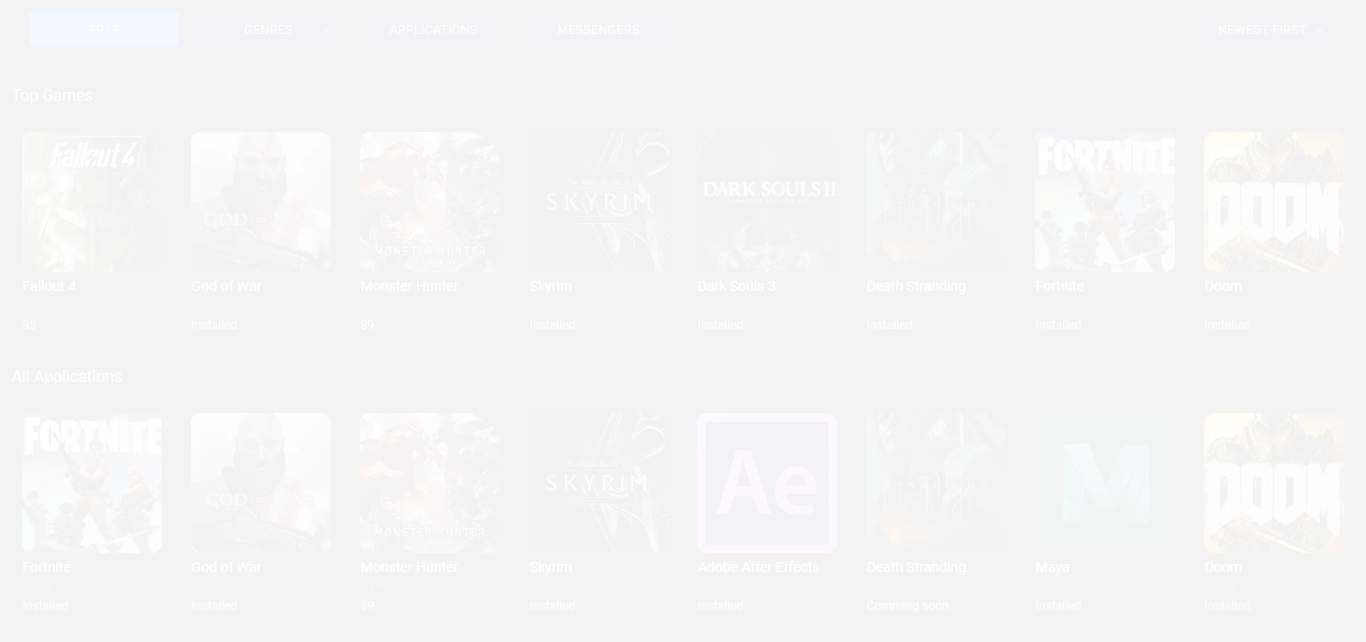 FREE GENRES APPLICATIONS MESSENGERS NEWEST FIRST
Top Games
Fallout 4 GOD OF MONSTER HUNTER SKYRIM DARK SOULS II FORTNITE DOOM
Fallout 4 God of War Monster Hunter Skyrim Dark Souls 3 Death Stranding Fortnite Doom
9$ Installed $9 Installed Installed Installed Installed Installed
All Applications
FORTNITE GOD OF MONSTER HUNTER SKYRIM Ae M DOOM
Fortnite God of War Monster Hunter Skyrim Adobe After Effects Death Stranding Maya Doom
Installed Installed $9 Installed Installed Comming soon Installed Installed